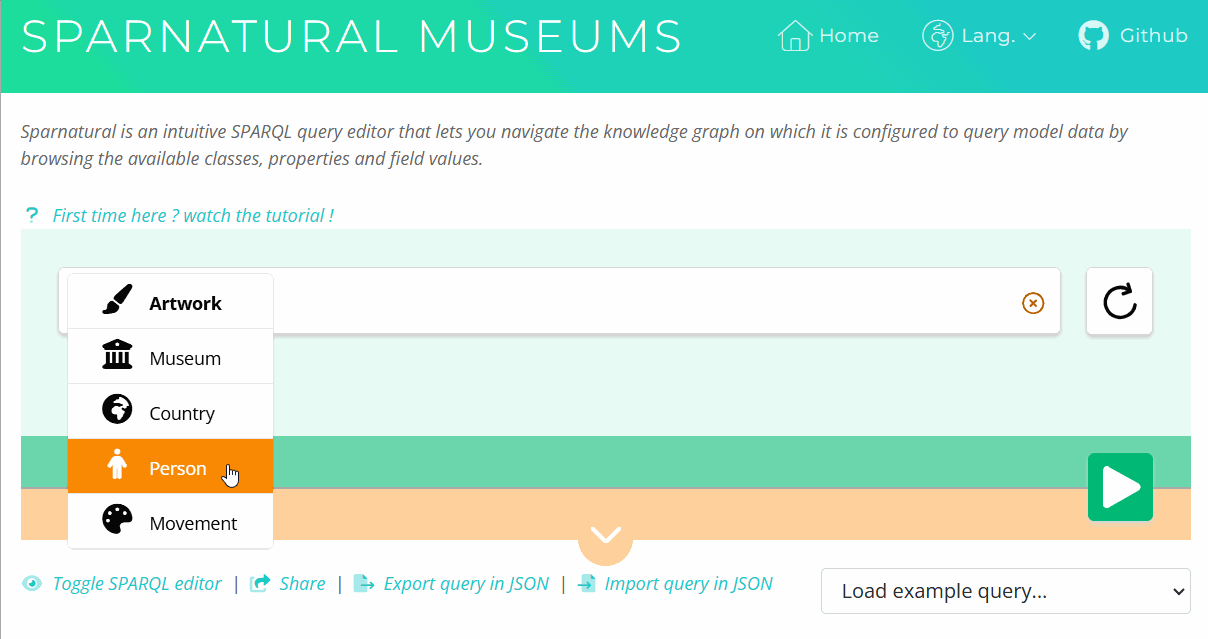 SPARNATURAL MUSEUMS
Home
Lang.
Github
Sparnatural is an intuitive SPARQL query editor that lets you navigate the knowledge graph on which it is configured to query model data by
browsing the available classes, properties and field values.
? First time here ? watch the tutorial !
Artwork
Museum
Country
Person
Movement
Toggle SPARQL editor | Share | Export query in JSON | Import query in JSON
Load example query...